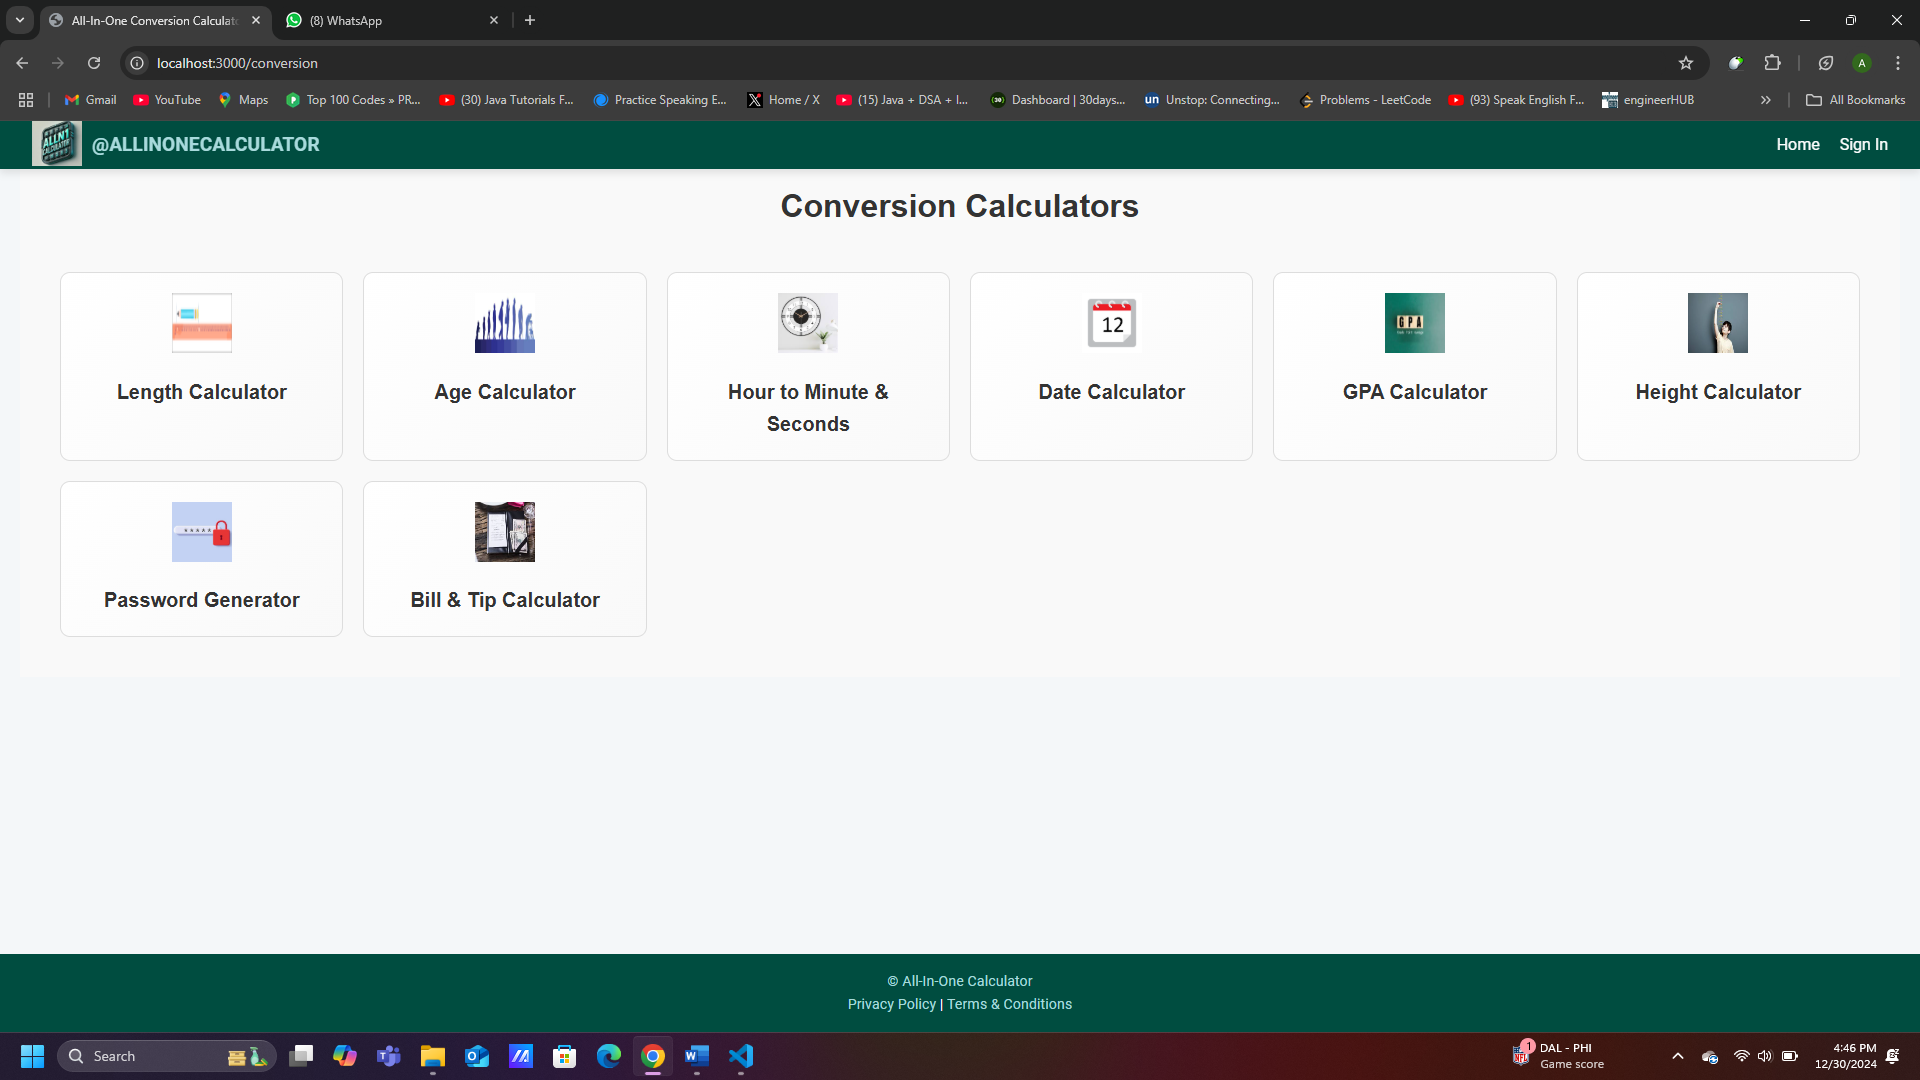 All-In-One Conversion Calculat
(8) WhatsApp
localhost:3000/conversion
Gmail
YouTube
Maps
Top 100 Codes » PR...
(30) Java Tutorials F...
Practice Speaking E...
Home / X
(15) Java + DSA + I...
Dashboard | 30days...
Unstop: Connecting...
Problems - LeetCode
(93) Speak English F...
engineerHUB
All Bookmarks
ALLN1
CALCULATOR
@ALLINONECALCULATOR
Home
Sign In
Conversion Calculators
12
GPA
Length Calculator
Age Calculator
Hour to Minute &
Seconds
Date Calculator
GPA Calculator
Height Calculator
Password Generator
Bill & Tip Calculator
© All-In-One Calculator
Privacy Policy | Terms & Conditions
Search
1
DAL - PHI
Game score
4:46 PM
12/30/2024